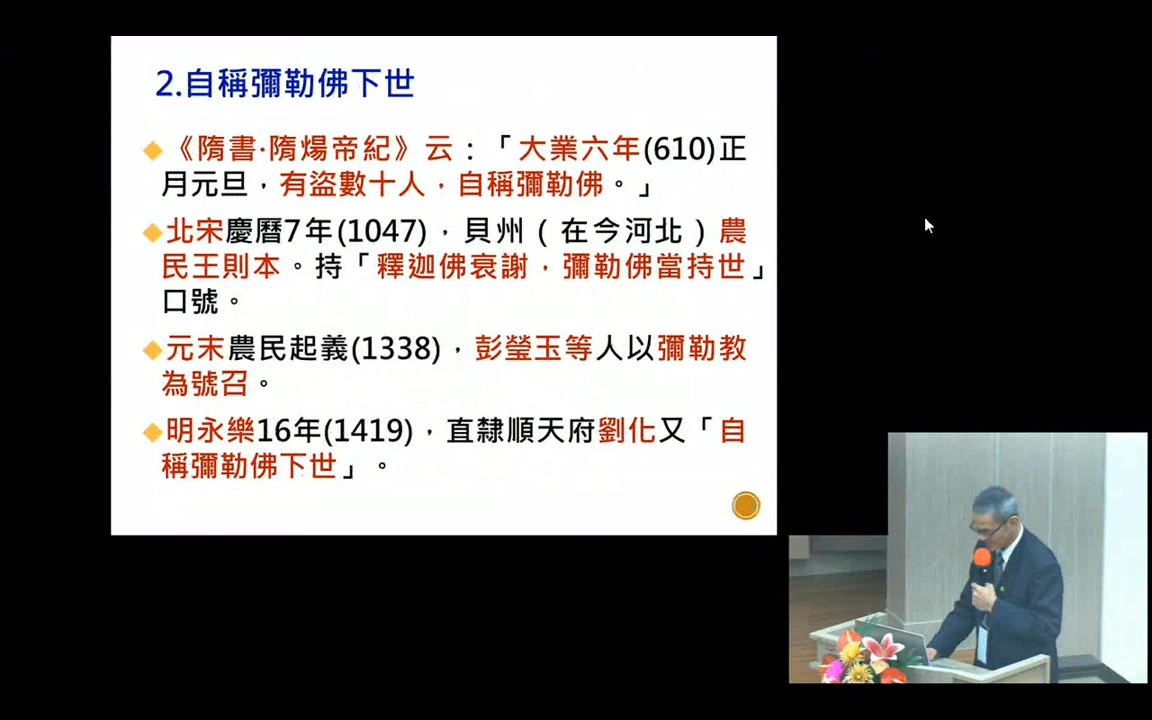 2.自稱彌勒佛下世
《隋書·隋煬帝紀》云：「大業六年(610)正
月元旦，有盜數十人，自稱彌勒佛。」
北宋慶曆7年(1047)，貝州（在今河北）農
民王則本。持「釋迦佛衰謝，彌勒佛當持世」
口號。
元末農民起義(1338)，彭瑩玉等人以彌勒教
為號召。
明永樂16年(1419)，直隸順天府劉化又「自
稱彌勒佛下世」。